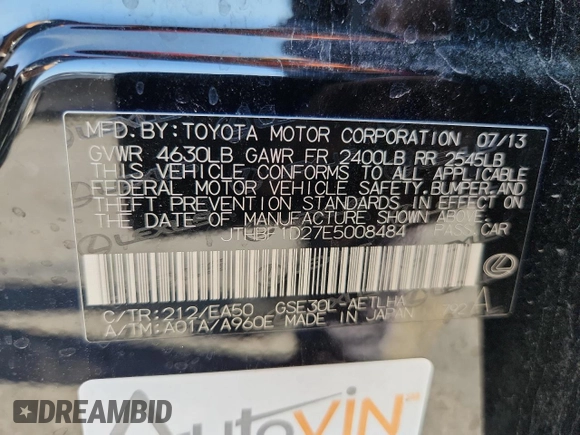 MFD. BY: TOYOTA MOTOR CORPORATION 07/13
GVWR 4630LB GAWR FR 2400LB RR 2545LB
THIS VEHICLE CONFORMS TO ALL APPLICABLE
FEDERAL MOTOR VEHICLE SAFETY, BUMPER AND
THEFT PREVENTION STANDARDS IN EFFECT ON
THE DATE OF MANUFACTURE SHOWN ABOVE.
JTHBF1D27E5008484 PASS CAR
C/TR: 212/EA50 GSE30L-AETLHA
A/TM: A01A/A960E MADE IN JAPAN
AutoVIN
DREAMBID